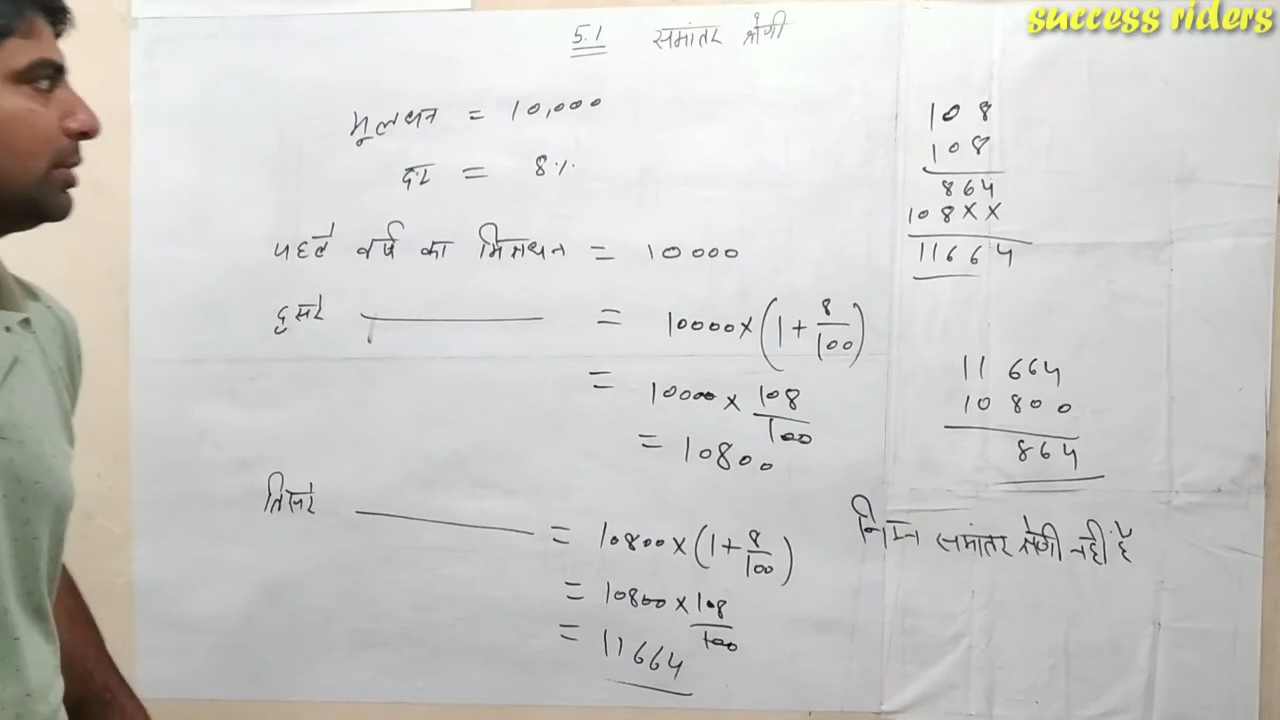 success riders
5.1 समांतर श्रेणी
मूलधन = 10,000
दर = 8%
पहले वर्ष का मिश्रधन = 10000
दुसरे ——— = 10000×(1+8/100)
= 10000×108/100
= 10800
तिसरे ——— = 10800×(1+8/100)
= 10800×108/100
= 11664
108
108
864
108××
11664
11664
10800
864
निम्न समांतर श्रेणी नहीं है